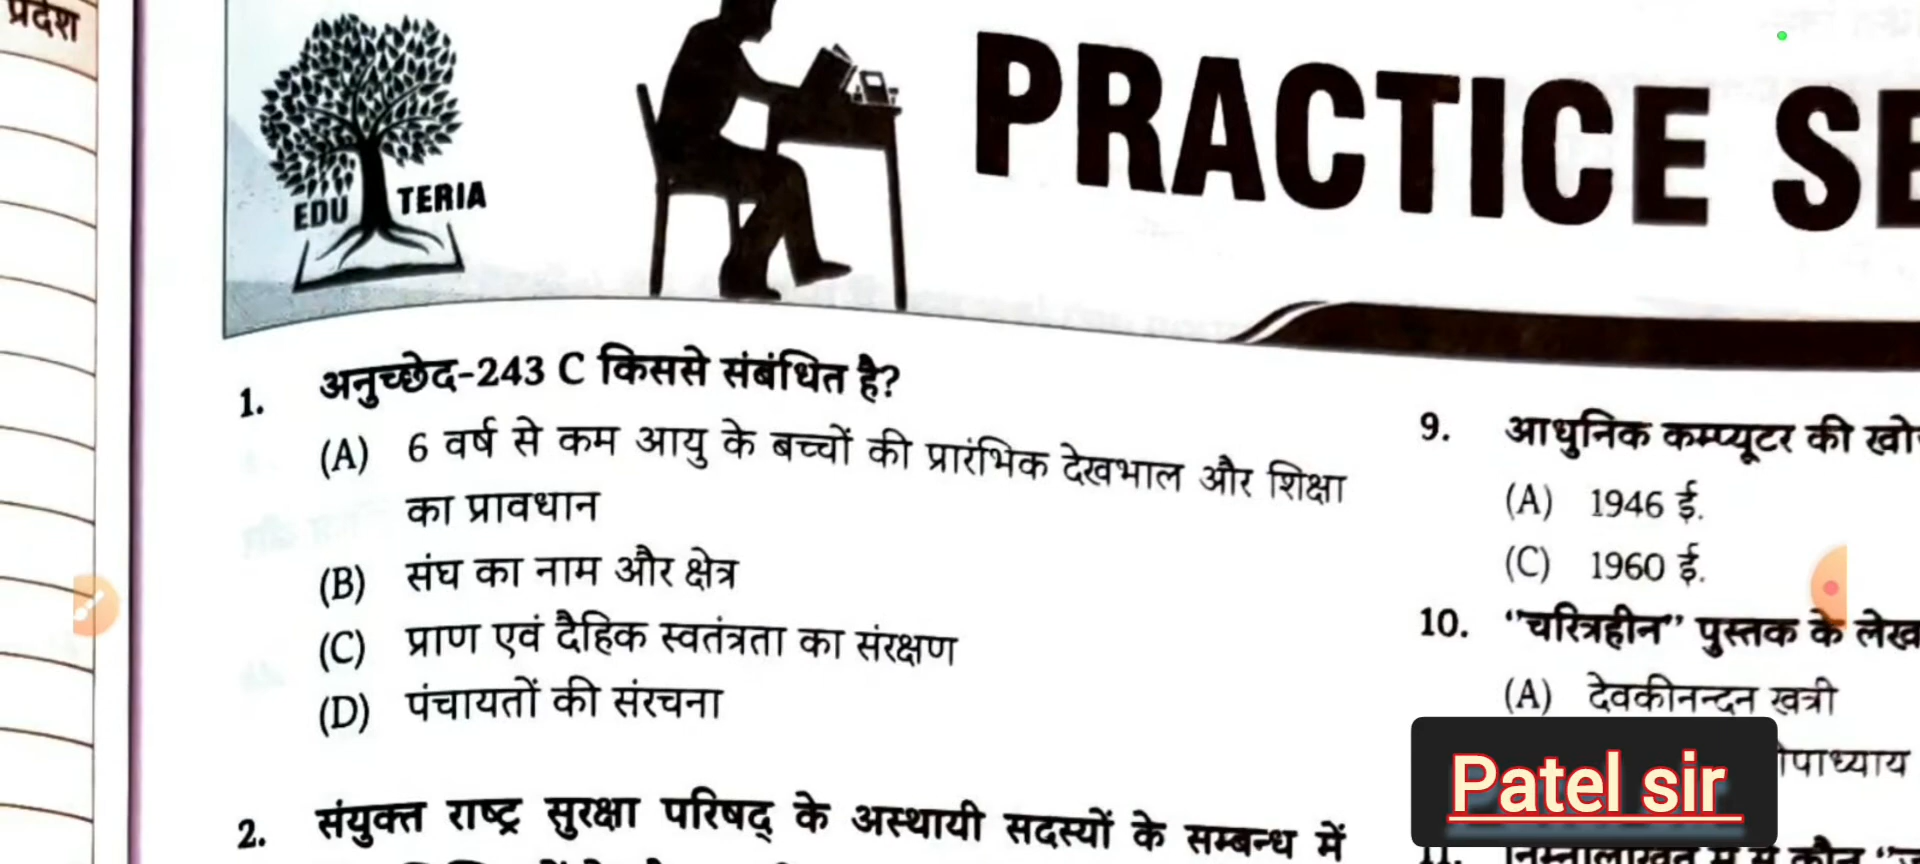 प्रदेश
EDU TERIA
PRACTICE SE
1. अनुच्छेद-243 C किससे संबंधित है?
(A) 6 वर्ष से कम आयु के बच्चों की प्रारंभिक देखभाल और शिक्षा
का प्रावधान
(B) संघ का नाम और क्षेत्र
(C) प्राण एवं दैहिक स्वतंत्रता का संरक्षण
(D) पंचायतों की संरचना
2. संयुक्त राष्ट्र सुरक्षा परिषद् के अस्थायी सदस्यों के सम्बन्ध में
9. आधुनिक कम्प्यूटर की खो
(A) 1946 ई.
(C) 1960 ई.
10. "चरित्रहीन" पुस्तक के लेख
(A) देवकीनन्दन खत्री
पाध्याय
Patel sir
11. निम्नलिखित में से कौन